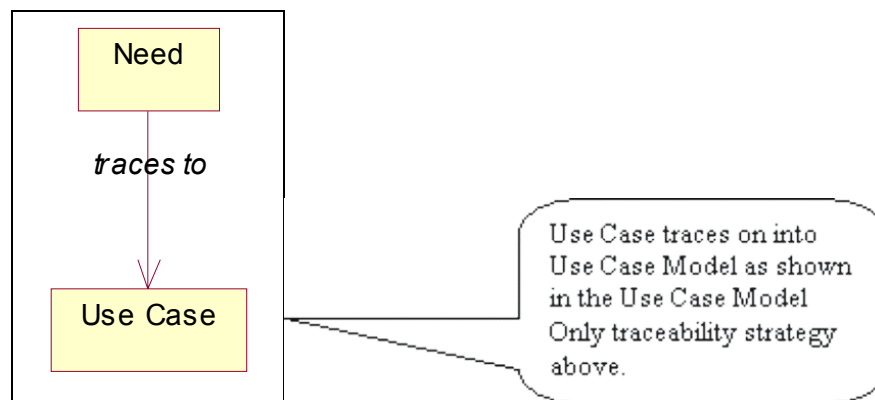 Need
traces to
Use Case
Use Case traces on into
Use Case Model as shown
in the Use Case Model
Only traceability strategy
above.